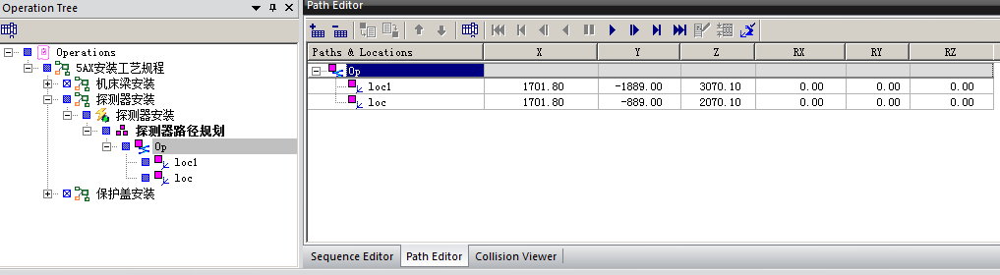 Operation Tree
Operations
5AX安装工艺规程
机床梁安装
探测器安装
探测器安装
探测器路径规划
Op
loc1
loc
保护盖安装
Path Editor
Paths & Locations X Y Z RX RY RZ
Op
loc1 1701.80 -1889.00 3070.10 0.00 0.00 0.00
loc 1701.80 -889.00 2070.10 0.00 0.00 0.00
Sequence Editor Path Editor Collision Viewer